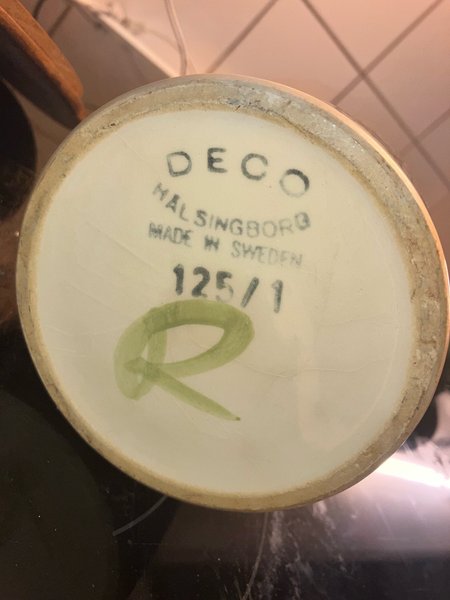 DECO
HÄLSINGBORG
MADE IN SWEDEN
125/1
R